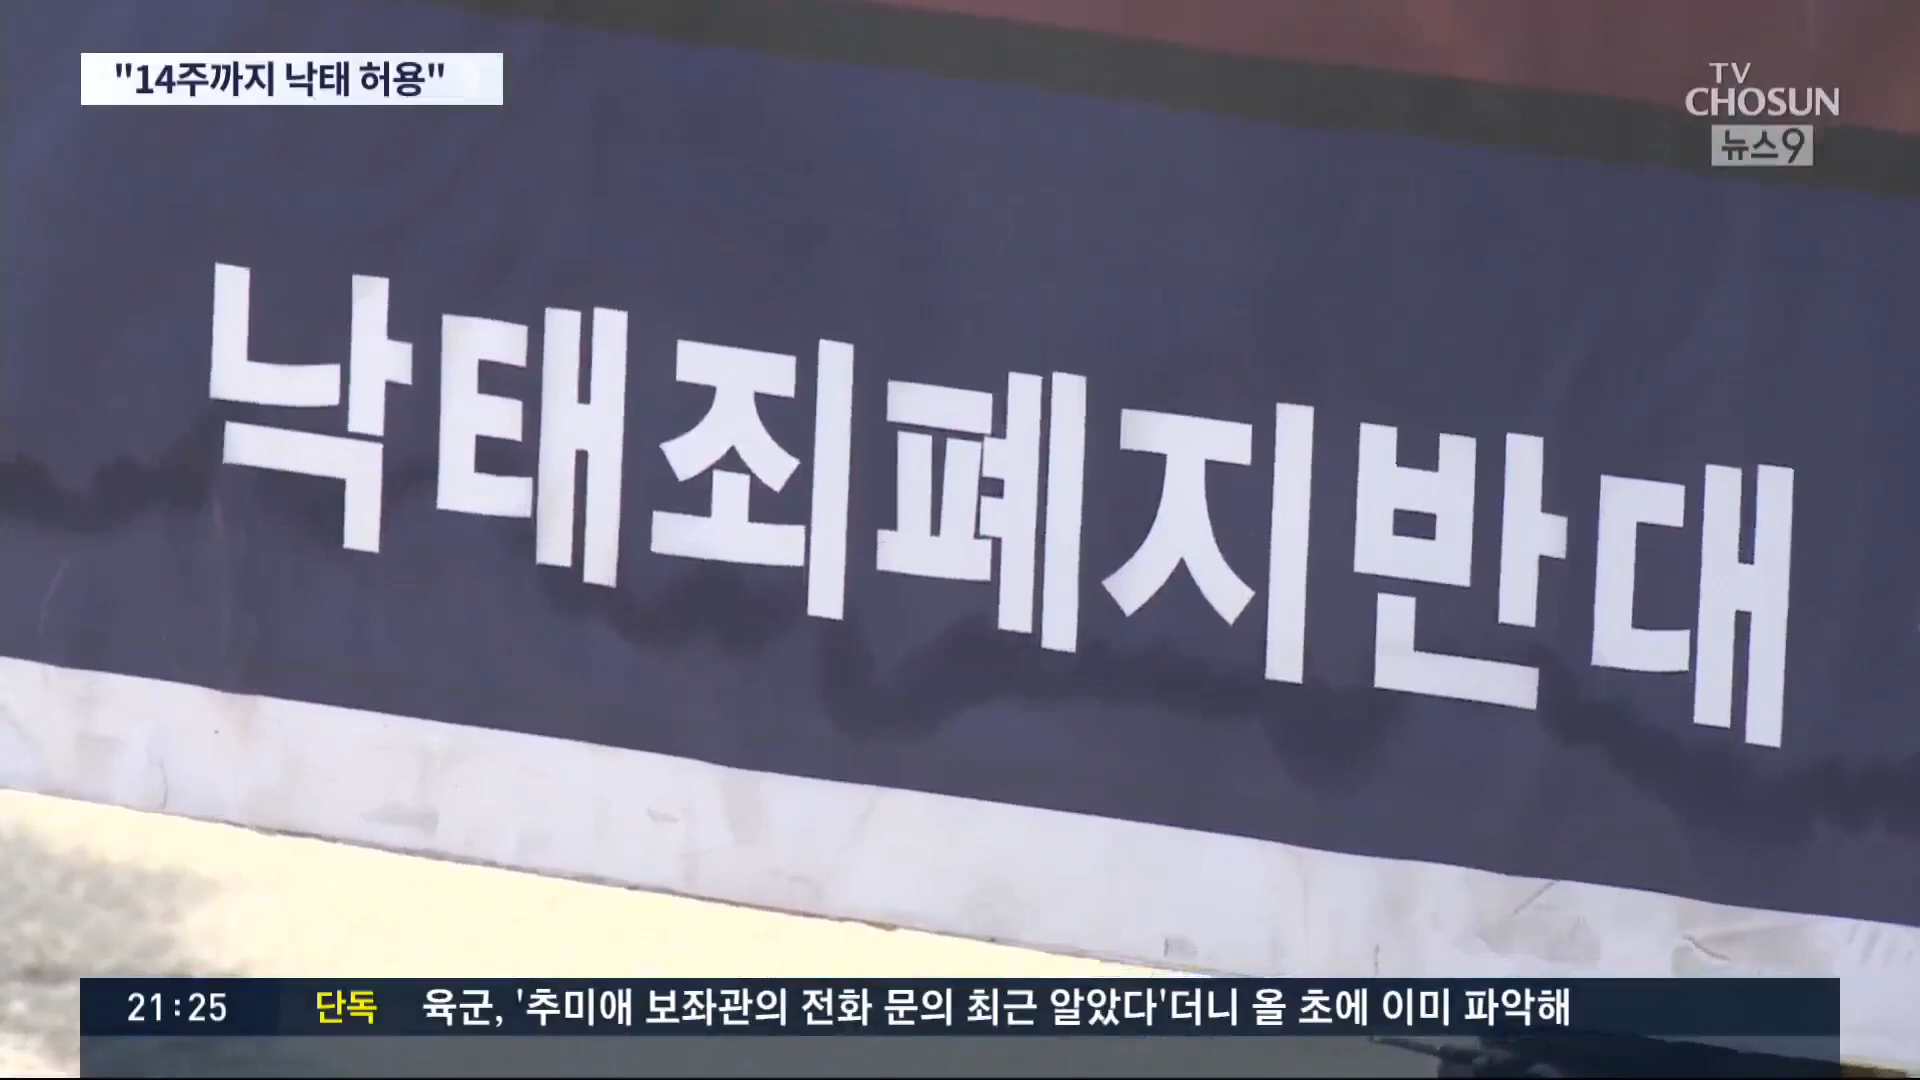 "14주까지 낙태 허용"
TV
CHOSUN
뉴스9
낙태죄폐지반대
21:25 단독 육군, '추미애 보좌관의 전화 문의 최근 알았다'더니 올 초에 이미 파악해